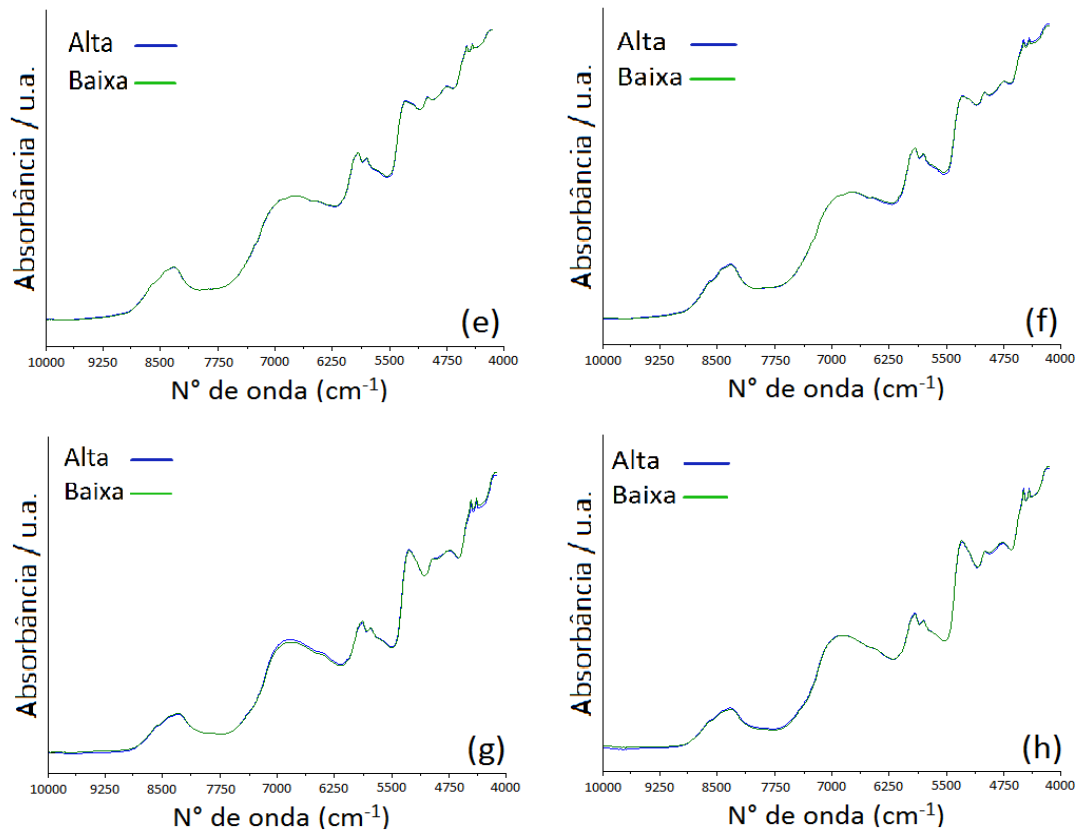 Alta
Baixa
Absorbância / u.a.
(e)
10000 9250 8500 7750 7000 6250 5500 4750 4000
N° de onda (cm⁻¹)
Alta
Baixa
Absorbância / u.a.
(f)
10000 9250 8500 7750 7000 6250 5500 4750 4000
N° de onda (cm⁻¹)
Alta
Baixa
Absorbância / u.a.
(g)
10000 9250 8500 7750 7000 6250 5500 4750 4000
N° de onda (cm⁻¹)
Alta
Baixa
Absorbância / u.a.
(h)
10000 9250 8500 7750 7000 6250 5500 4750 4000
N° de onda (cm⁻¹)